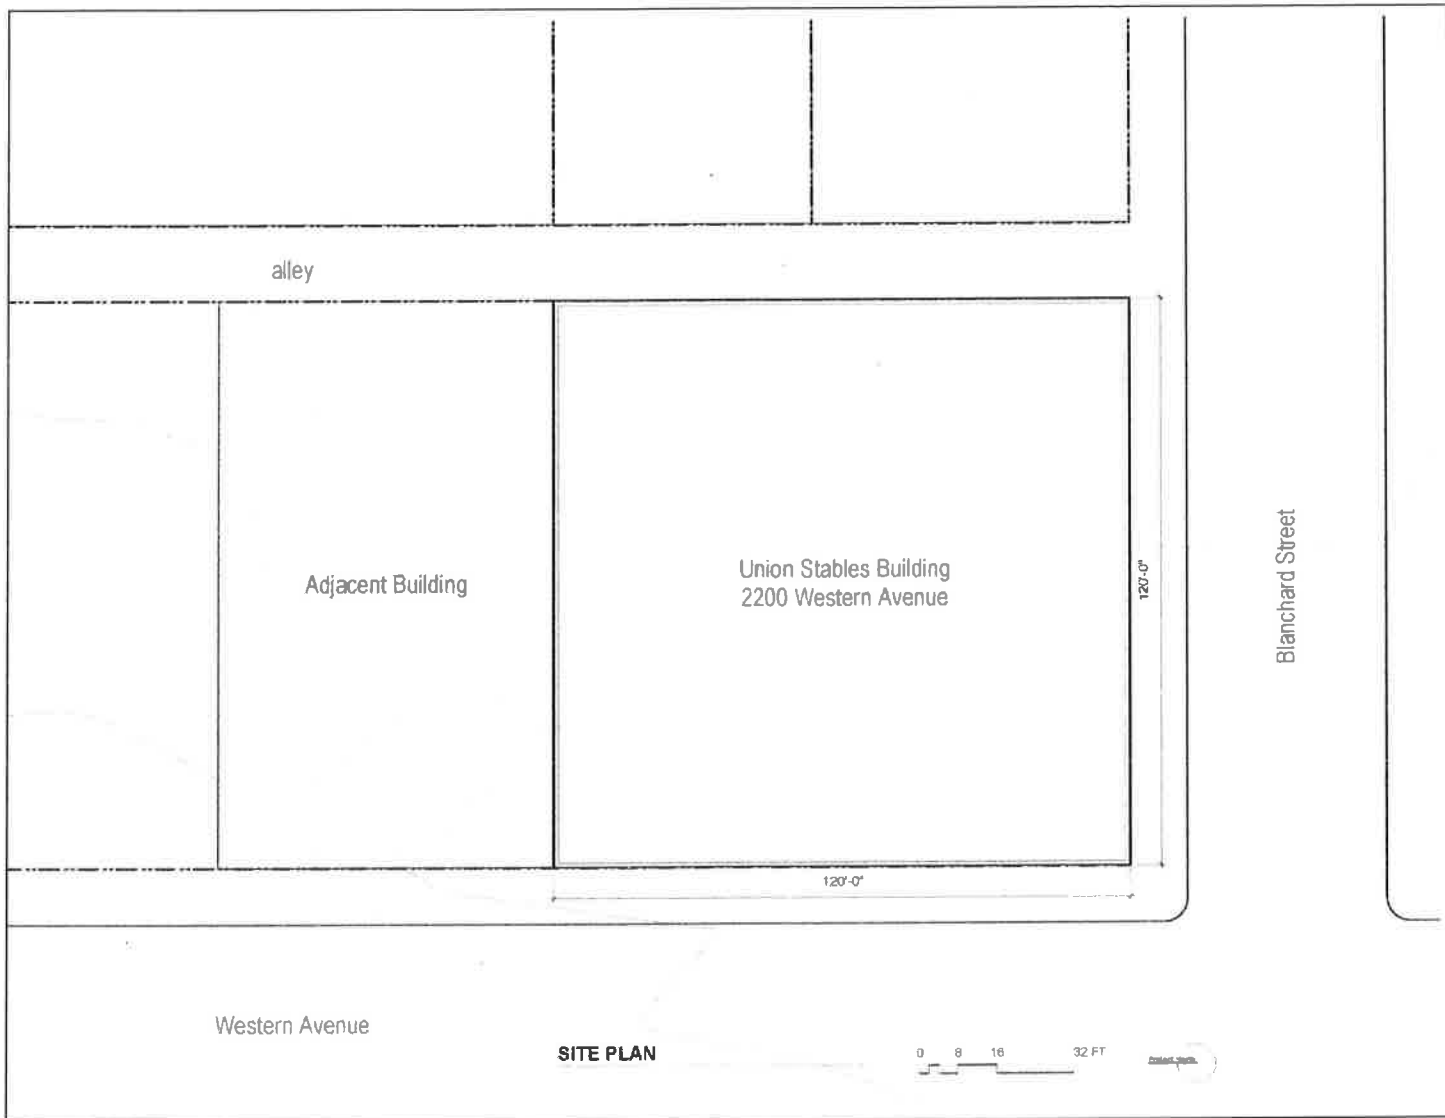 alley
Adjacent Building
Union Stables Building
2200 Western Avenue
120'-0"
Blanchard Street
120'-0"
Western Avenue
SITE PLAN
0 8 16 32 FT